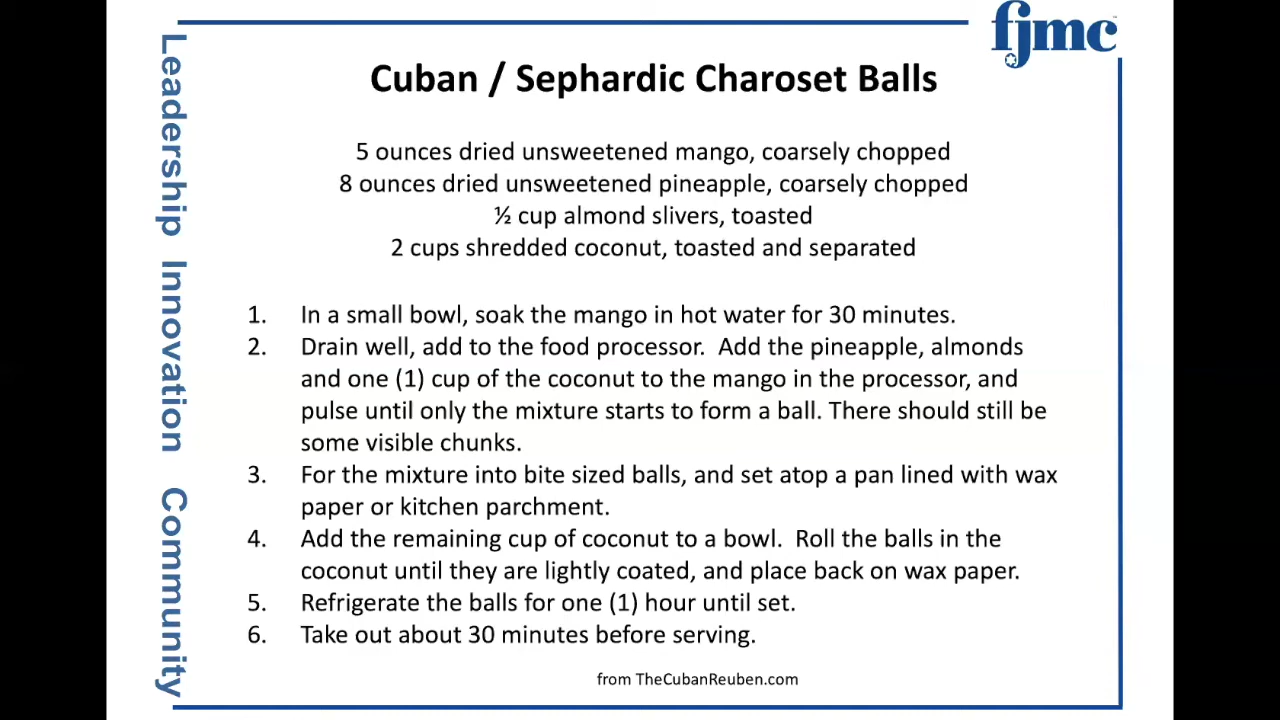 fjmc
Leadership Innovation Community
Cuban / Sephardic Charoset Balls
5 ounces dried unsweetened mango, coarsely chopped
8 ounces dried unsweetened pineapple, coarsely chopped
½ cup almond slivers, toasted
2 cups shredded coconut, toasted and separated
1. In a small bowl, soak the mango in hot water for 30 minutes.
2. Drain well, add to the food processor.  Add the pineapple, almonds
and one (1) cup of the coconut to the mango in the processor, and
pulse until only the mixture starts to form a ball. There should still be
some visible chunks.
3. For the mixture into bite sized balls, and set atop a pan lined with wax
paper or kitchen parchment.
4. Add the remaining cup of coconut to a bowl.  Roll the balls in the
coconut until they are lightly coated, and place back on wax paper.
5. Refrigerate the balls for one (1) hour until set.
6. Take out about 30 minutes before serving.
from TheCubanReuben.com